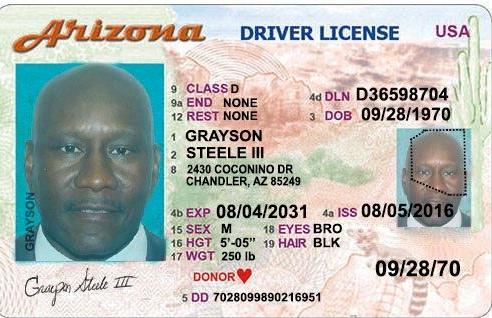 Arizona DRIVER LICENSE USA
9 CLASS D
9a END NONE 4d DLN D36598704
12 REST NONE 3 DOB 09/28/1970
1 GRAYSON
2 STEELE III
8 2430 COCONINO DR
CHANDLER, AZ 85249
GRAYSON
4b EXP 08/04/2031 4a ISS 08/05/2016
15 SEX M 18 EYES BRO
16 HGT 5'-05" 19 HAIR BLK
17 WGT 250 lb
09/28/70
DONOR
Grayson Steele III
5 DD 7028099890216951